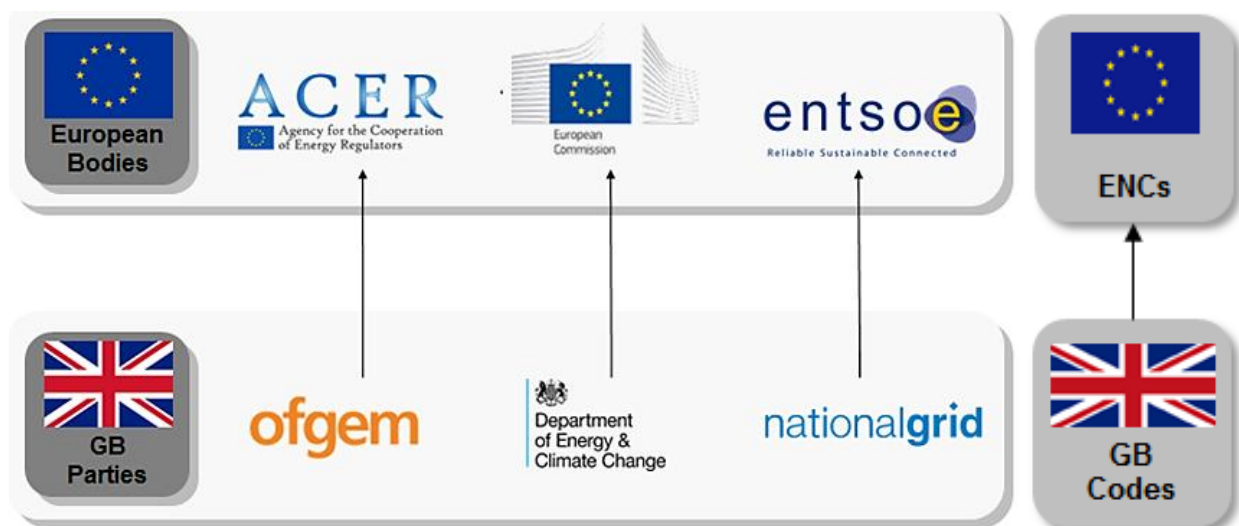 European
Bodies
ACER
Agency for the Cooperation
of Energy Regulators
European
Commission
entsoe
Reliable Sustainable Connected
ENCs
GB
Parties
ofgem
Department
of Energy &
Climate Change
nationalgrid
GB
Codes